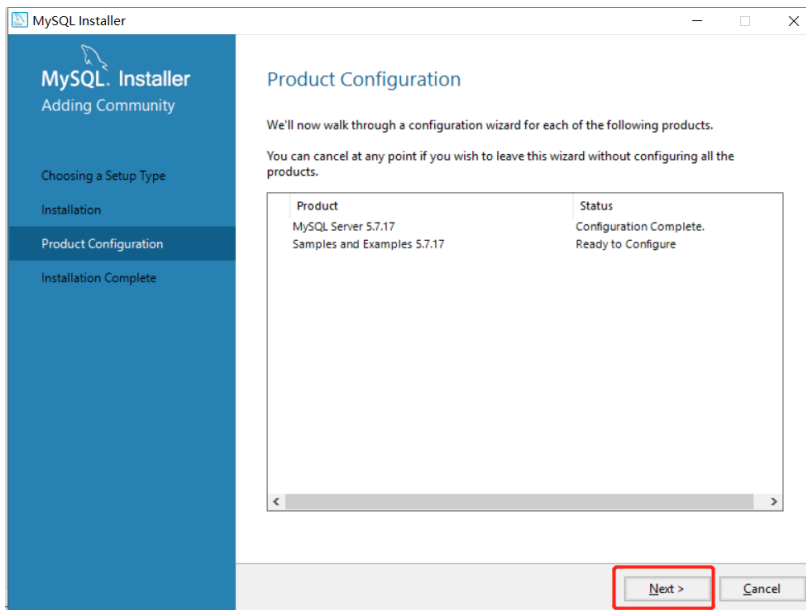 MySQL Installer
MySQL. Installer
Adding Community
Choosing a Setup Type
Installation
Product Configuration
Installation Complete
Product Configuration
We'll now walk through a configuration wizard for each of the following products.
You can cancel at any point if you wish to leave this wizard without configuring all the
products.
Product Status
MySQL Server 5.7.17 Configuration Complete.
Samples and Examples 5.7.17 Ready to Configure
Next > Cancel